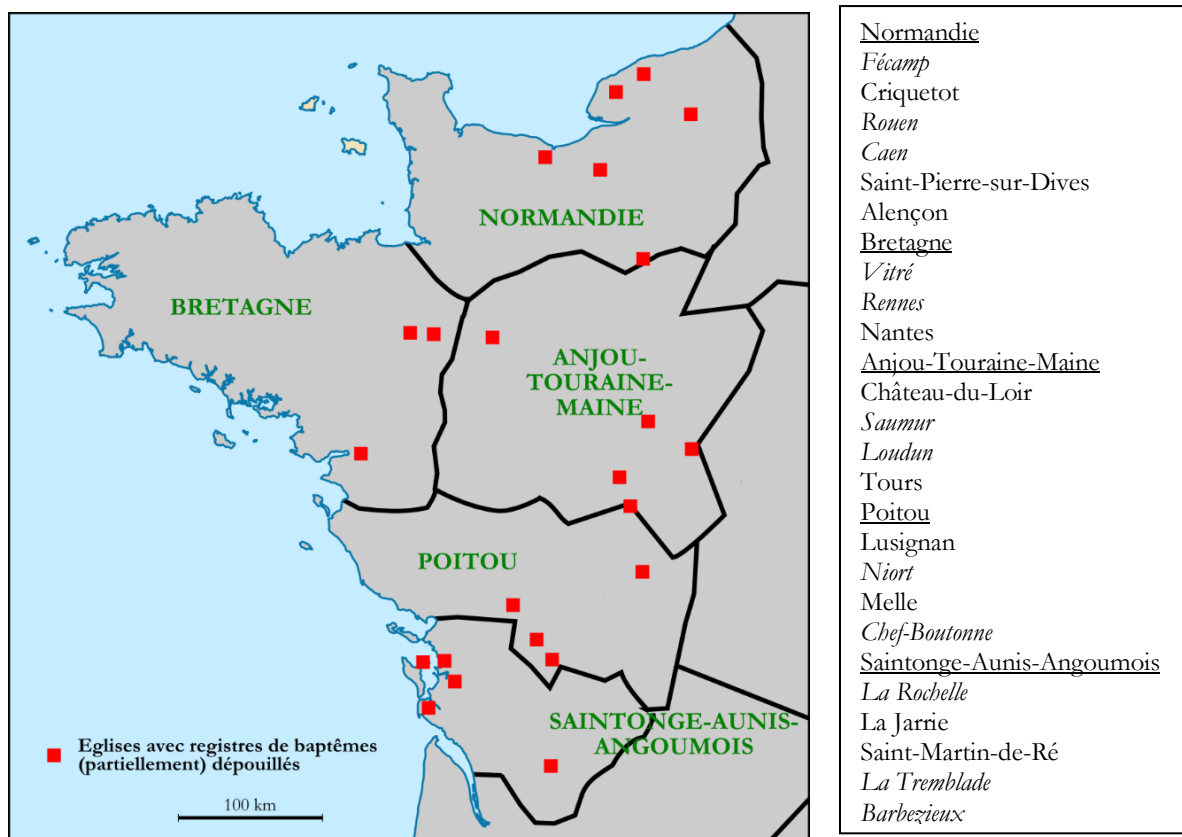 NORMANDIE
BRETAGNE
ANJOU-
TOURAINE-
MAINE
POITOU
SAINTONGE-AUNIS-
ANGOUMOIS
Eglises avec registres de baptêmes
(partiellement) dépouillés
100 km
Normandie
Fécamp
Criquetot
Rouen
Caen
Saint-Pierre-sur-Dives
Alençon
Bretagne
Vitré
Rennes
Nantes
Anjou-Touraine-Maine
Château-du-Loir
Saumur
Loudun
Tours
Poitou
Lusignan
Niort
Melle
Chef-Boutonne
Saintonge-Aunis-Angoumois
La Rochelle
La Jarrie
Saint-Martin-de-Ré
La Tremblade
Barbezieux